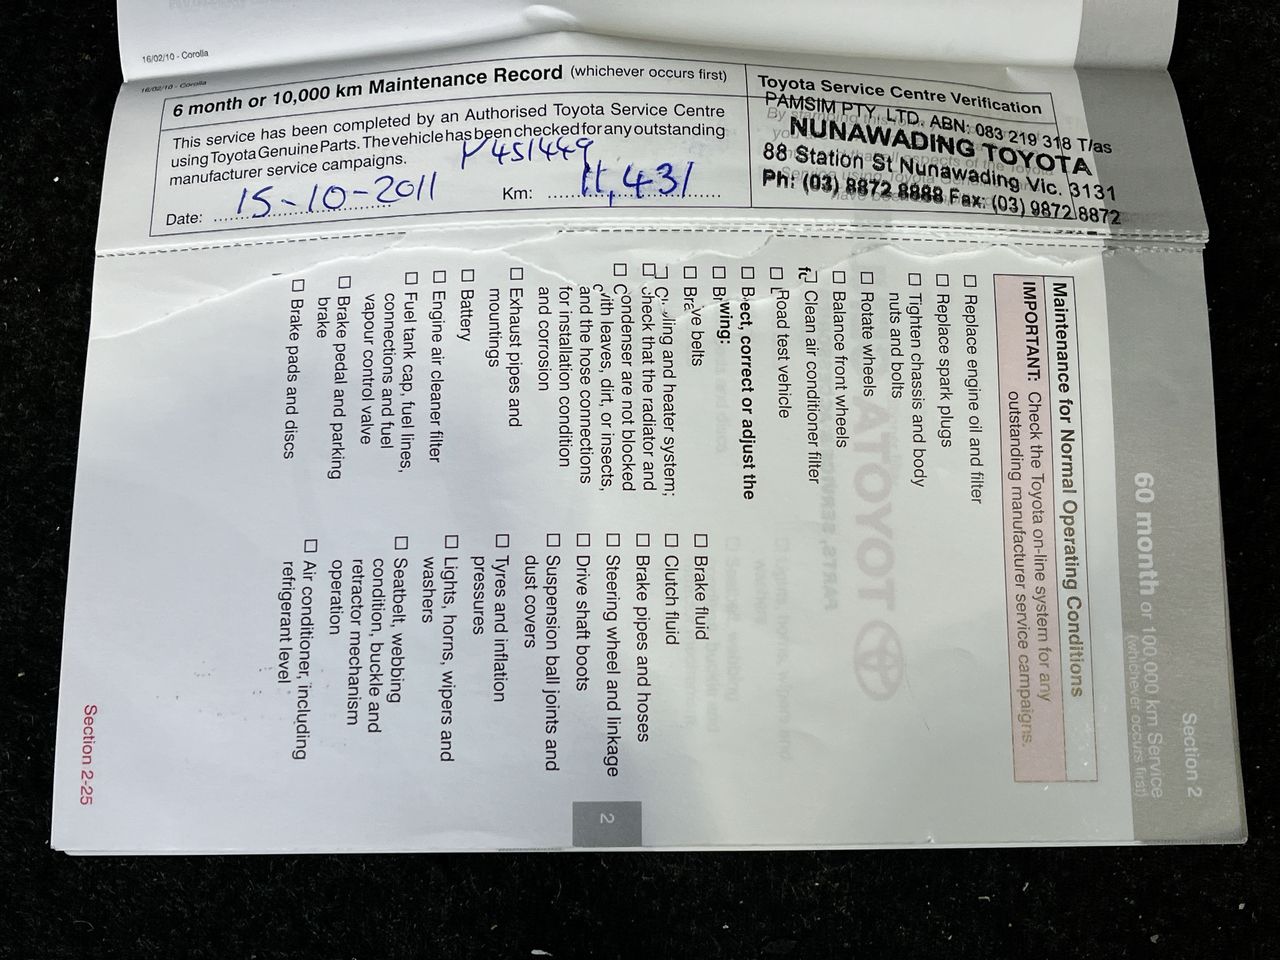 16/02/10 - Corolla
16/02/10 - Corolla
6 month or 10,000 km Maintenance Record (whichever occurs first)
This service has been completed by an Authorised Toyota Service Centre
using Toyota Genuine Parts. The vehicle has been checked for any outstanding
manufacturer service campaigns.
P451449
Date: 15-10-2011
Km: 11,431
Toyota Service Centre Verification
PAMSIM PTY. LTD. ABN: 083 219 318 T/as
NUNAWADING TOYOTA
88 Station St Nunawading Vic. 3131
Ph: (03) 8872 8888 Fax: (03) 9872 8872
Section 2
60 month or 100,000 km Service
(whichever occurs first)
Maintenance for Normal Operating Conditions
IMPORTANT: Check the Toyota on-line system for any
outstanding manufacturer service campaigns.
☐ Replace engine oil and filter
☐ Replace spark plugs
☐ Tighten chassis and body
nuts and bolts
☐ Rotate wheels
☐ Balance front wheels
☐ Clean air conditioner filter
☐ Road test vehicle
ect, correct or adjust the
wing:
ve belts
ling and heater system;
check that the radiator and
condenser are not blocked
with leaves, dirt, or insects,
and the hose connections
for installation condition
and corrosion
☐ Exhaust pipes and
mountings
☐ Battery
☐ Engine air cleaner filter
☐ Fuel tank cap, fuel lines,
connections and fuel
vapour control valve
☐ Brake pedal and parking
brake
☐ Brake pads and discs
☐ Brake fluid
☐ Clutch fluid
☐ Brake pipes and hoses
☐ Steering wheel and linkage
☐ Drive shaft boots
☐ Suspension ball joints and
dust covers
☐ Tyres and inflation
pressures
☐ Lights, horns, wipers and
washers
☐ Seatbelt, webbing
condition, buckle and
retractor mechanism
operation
☐ Air conditioner, including
refrigerant level
2
Section 2-25